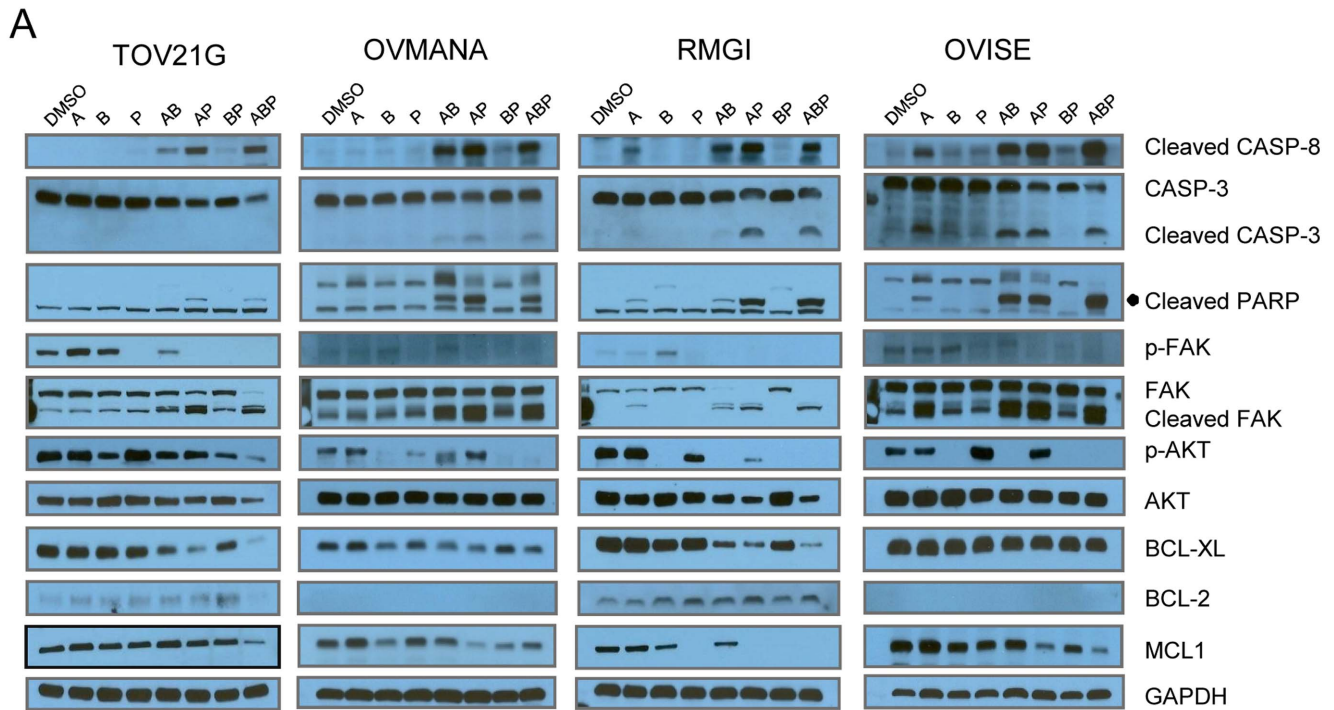 A
TOV21G OVMANA RMGI OVISE
DMSO A B P AB AP BP ABP DMSO A B P AB AP BP ABP DMSO A B P AB AP BP ABP DMSO A B P AB AP BP ABP
Cleaved CASP-8
CASP-3
Cleaved CASP-3
Cleaved PARP
p-FAK
FAK
Cleaved FAK
p-AKT
AKT
BCL-XL
BCL-2
MCL1
GAPDH